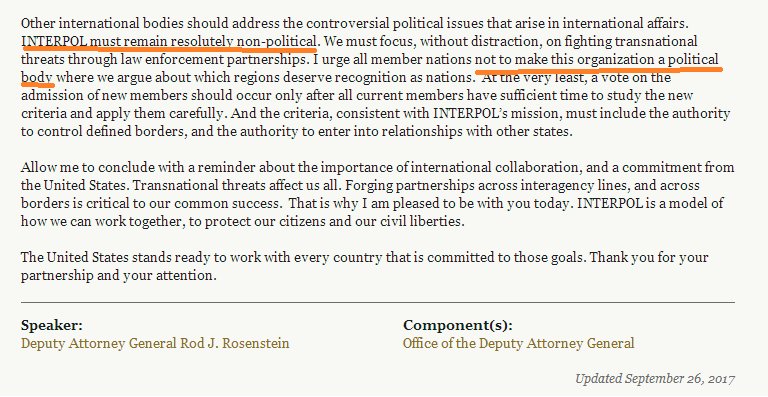 Other international bodies should address the controversial political issues that arise in international affairs.
INTERPOL must remain resolutely non-political. We must focus, without distraction, on fighting transnational
threats through law enforcement partnerships. I urge all member nations not to make this organization a political
body where we argue about which regions deserve recognition as nations.  At the very least, a vote on the
admission of new members should occur only after all current members have sufficient time to study the new
criteria and apply them carefully. And the criteria, consistent with INTERPOL’s mission, must include the authority
to control defined borders, and the authority to enter into relationships with other states.
Allow me to conclude with a reminder about the importance of international collaboration, and a commitment from
the United States. Transnational threats affect us all. Forging partnerships across interagency lines, and across
borders is critical to our common success.  That is why I am pleased to be with you today. INTERPOL is a model of
how we can work together, to protect our citizens and our civil liberties.
The United States stands ready to work with every country that is committed to those goals. Thank you for your
partnership and your attention.
Speaker:
Deputy Attorney General Rod J. Rosenstein
Component(s):
Office of the Deputy Attorney General
Updated September 26, 2017